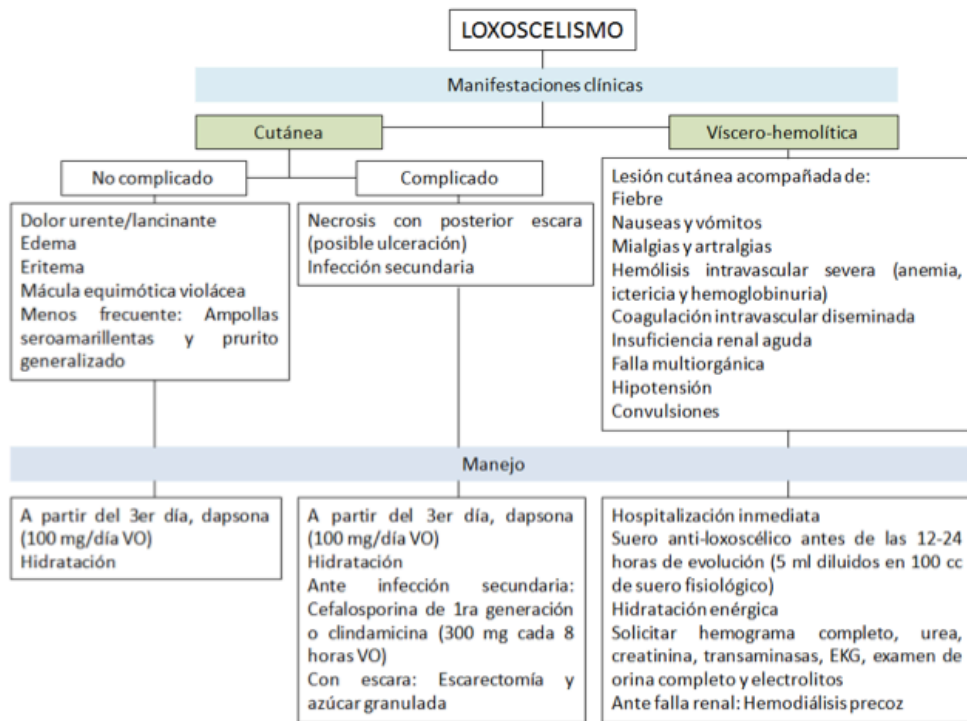 LOXOSCELISMO
Manifestaciones clínicas
Cutánea
Víscero-hemolítica
No complicado
Complicado
Dolor urente/lancinante
Edema
Eritema
Mácula equimótica violácea
Menos frecuente: Ampollas
seroamarillentas y prurito
generalizado
Necrosis con posterior escara
(posible ulceración)
Infección secundaria
Lesión cutánea acompañada de:
Fiebre
Nauseas y vómitos
Mialgias y artralgias
Hemólisis intravascular severa (anemia,
ictericia y hemoglobinuria)
Coagulación intravascular diseminada
Insuficiencia renal aguda
Falla multiorgánica
Hipotensión
Convulsiones
Manejo
A partir del 3er día, dapsona
(100 mg/día VO)
Hidratación
A partir del 3er día, dapsona
(100 mg/día VO)
Hidratación
Ante infección secundaria:
Cefalosporina de 1ra generación
o clindamicina (300 mg cada 8
horas VO)
Con escara: Escarectomía y
azúcar granulada
Hospitalización inmediata
Suero anti-loxoscélico antes de las 12-24
horas de evolución (5 ml diluidos en 100 cc
de suero fisiológico)
Hidratación enérgica
Solicitar hemograma completo, urea,
creatinina, transaminasas, EKG, examen de
orina completo y electrolitos
Ante falla renal: Hemodiálisis precoz